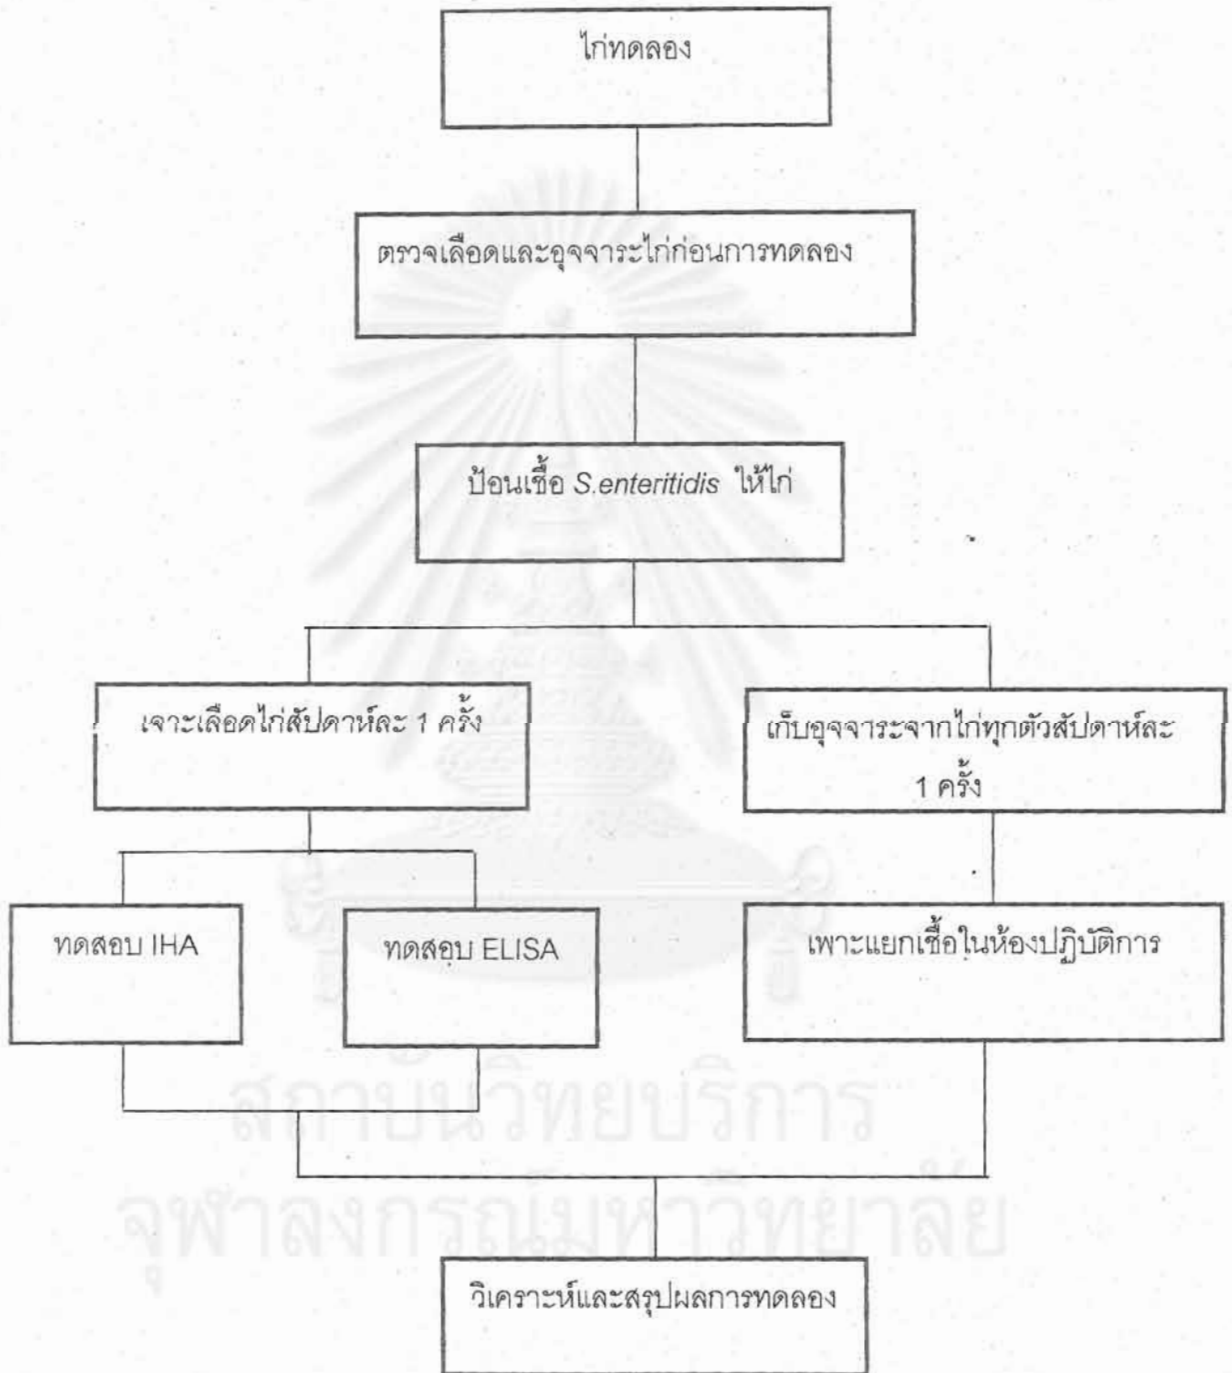 ไก่ทดลอง
ตรวจเลือดและอุจจาระไก่ก่อนการทดลอง
ป้อนเชื้อ S.enteritidis ให้ไก่
เจาะเลือดไก่สัปดาห์ละ 1 ครั้ง
เก็บอุจจาระจากไก่ทุกตัวสัปดาห์ละ
1 ครั้ง
ทดสอบ IHA
ทดสอบ ELISA
เพาะแยกเชื้อในห้องปฏิบัติการ
สถาบันวิทยบริการ
จุฬาลงกรณ์มหาวิทยาลัย
วิเคราะห์และสรุปผลการทดลอง